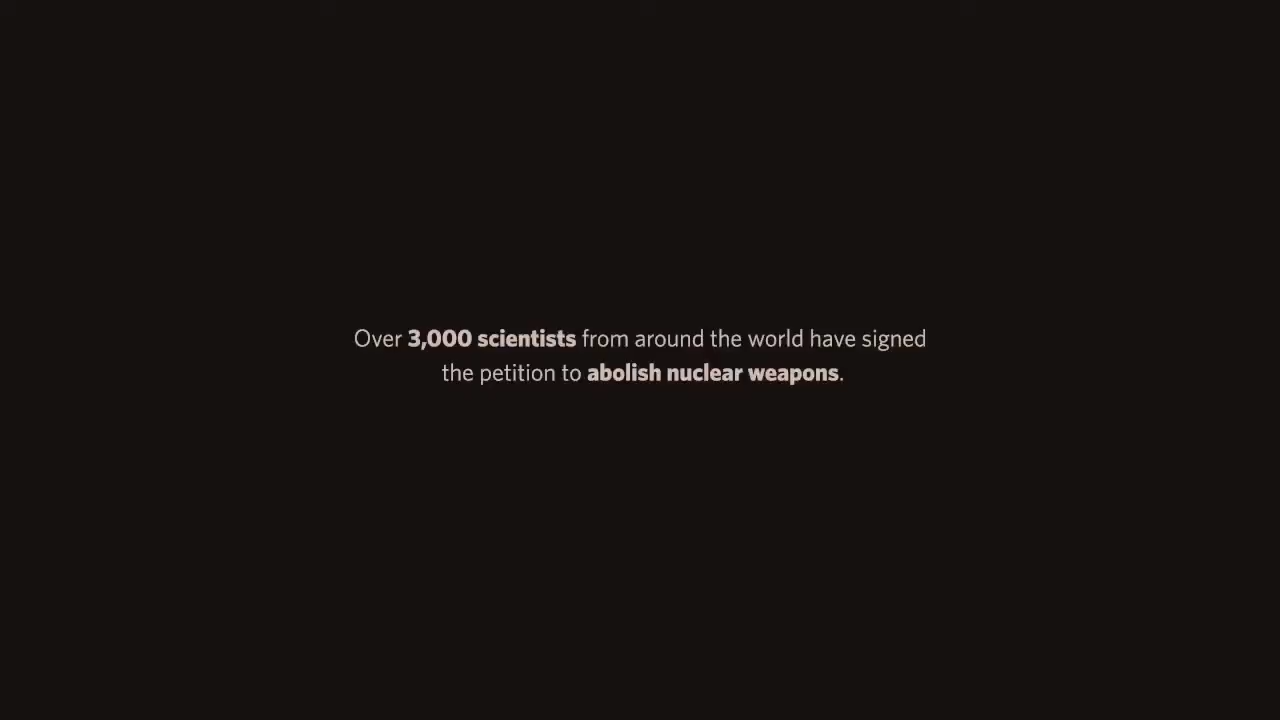 Over 3,000 scientists from around the world have signed
the petition to abolish nuclear weapons.